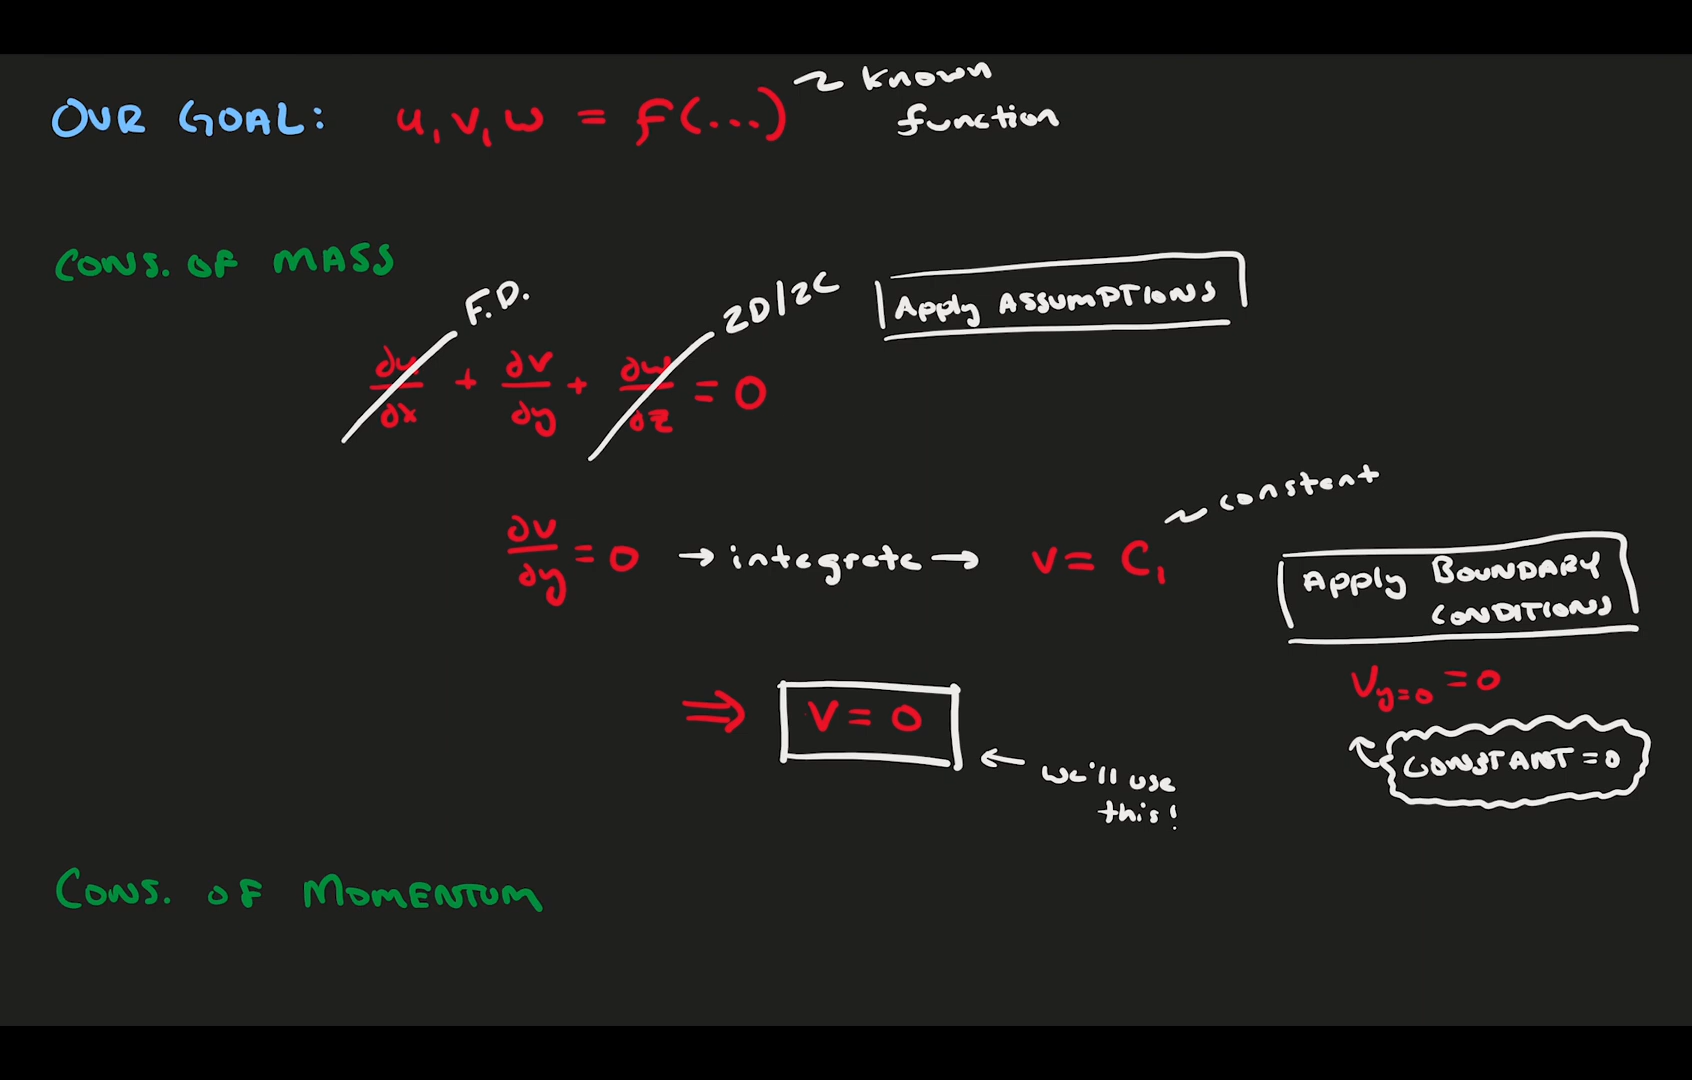 OUR GOAL: u, v, w = f(...) ~ known
function
CONS. OF MASS
F.D.
2D/2C
Apply ASSUMPTIONS
∂u/∂x + ∂v/∂y + ∂w/∂z = 0
~ constant
∂v/∂y = 0 → integrate → v = C₁
Apply BOUNDARY
CONDITIONS
V_y=0 = 0
⇒ V = 0
CONSTANT = 0
← we'll use
this!
CONS. OF MOMENTUM